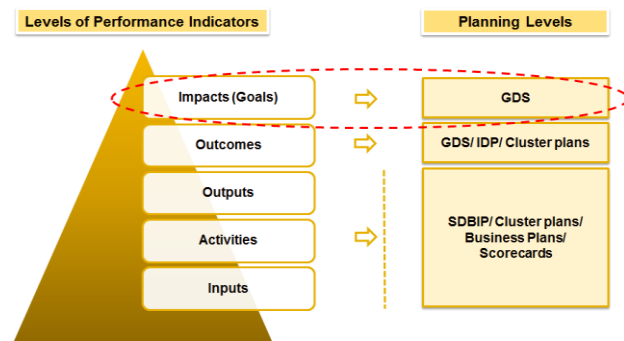 Levels of Performance Indicators
Planning Levels
Impacts (Goals)
GDS
Outcomes
GDS/ IDP/ Cluster plans
Outputs
Activities
Inputs
SDBIP/ Cluster plans/
Business Plans/
Scorecards